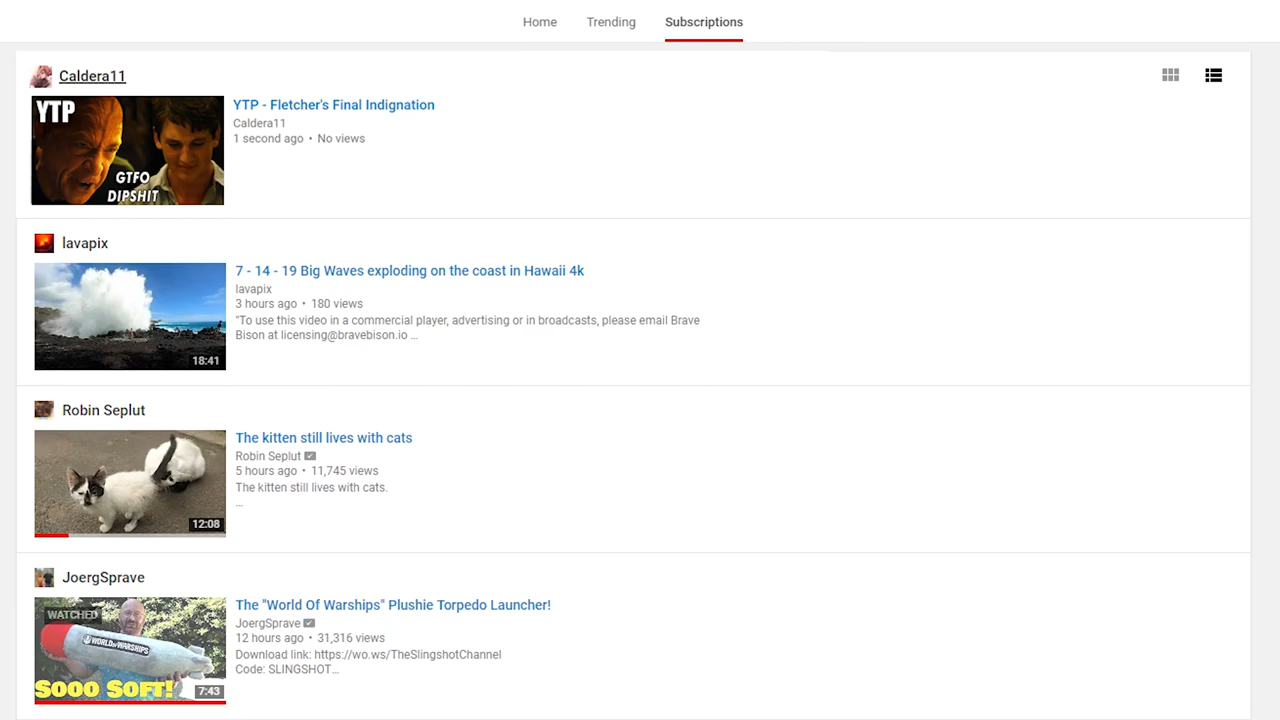 Home Trending Subscriptions
Caldera11
YTP
GTFO
DIPSHIT
YTP - Fletcher's Final Indignation
Caldera11
1 second ago • No views
lavapix
18:41
7 - 14 - 19 Big Waves exploding on the coast in Hawaii 4k
lavapix
3 hours ago • 180 views
"To use this video in a commercial player, advertising or in broadcasts, please email Brave
Bison at licensing@bravebison.io ...
Robin Seplut
12:08
The kitten still lives with cats
Robin Seplut
5 hours ago • 11,745 views
The kitten still lives with cats.
...
JoergSprave
WATCHED
WORLD OF WARSHIPS
SOOO SOFT!
7:43
The "World Of Warships" Plushie Torpedo Launcher!
JoergSprave
12 hours ago • 31,316 views
Download link: https://wo.ws/TheSlingshotChannel
Code: SLINGSHOT...